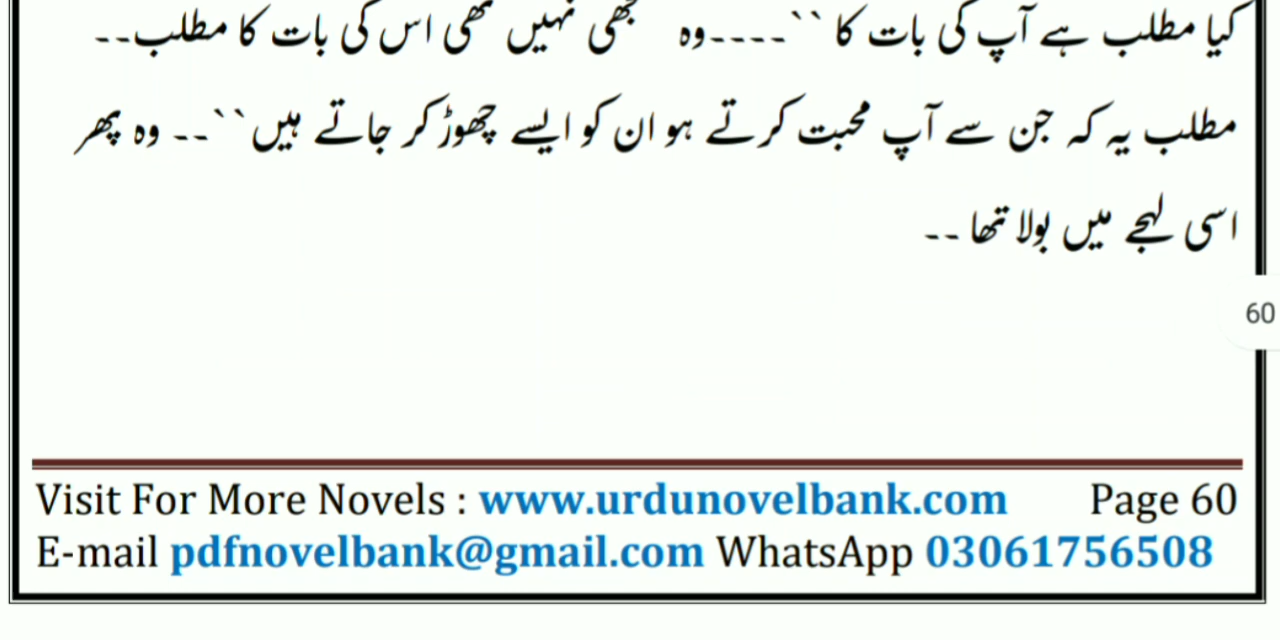 کیا مطلب ہے آپ کی بات کا ``----وہ نہیں تھی اس کی بات کا مطلب--
مطلب یہ کہ جن سے آپ محبت کرتے ہو ان کو ایسے چھوڑ کر جاتے ہیں``-- وہ پھر
اسی لہجے میں بولا تھا --
60
Visit For More Novels : www.urdunovelbank.com Page 60
E-mail pdfnovelbank@gmail.com WhatsApp 03061756508